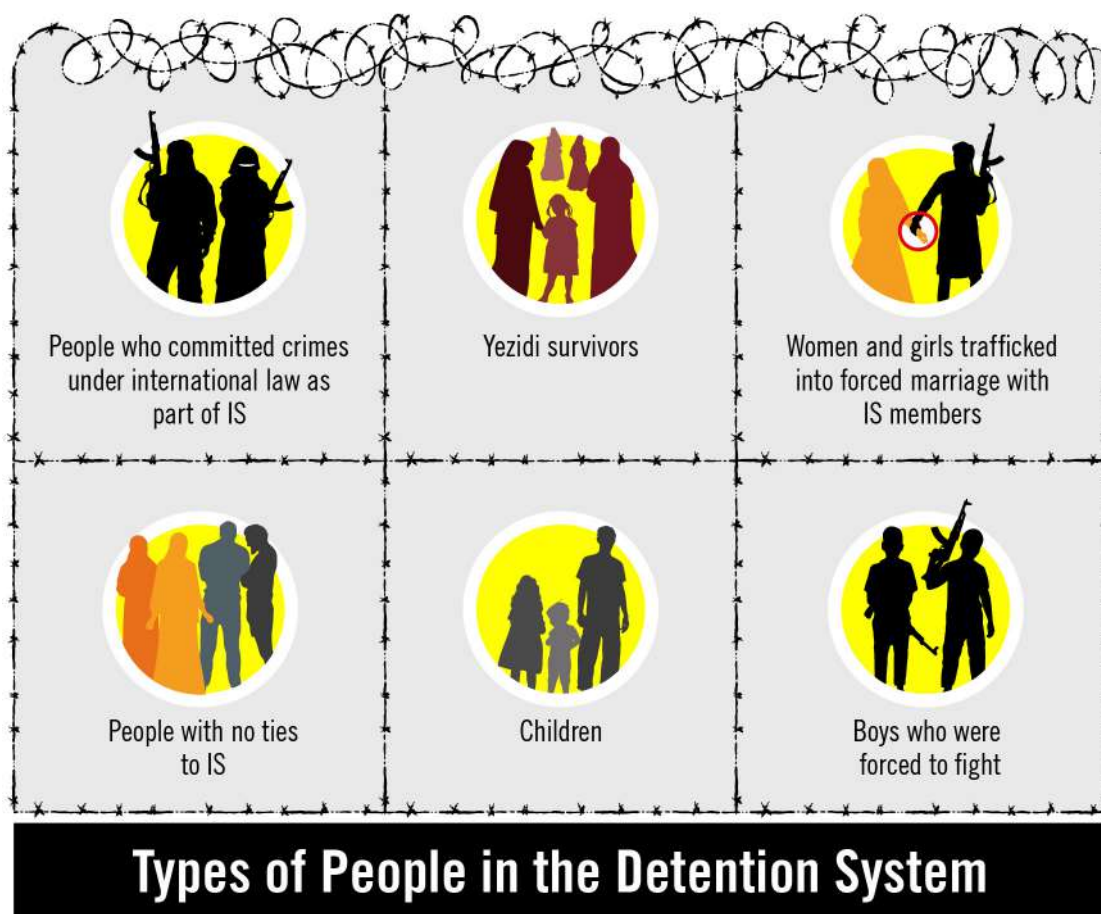 People who committed crimes
under international law as
part of IS
Yezidi survivors
Women and girls trafficked
into forced marriage with
IS members
People with no ties
to IS
Children
Boys who were
forced to fight
Types of People in the Detention System